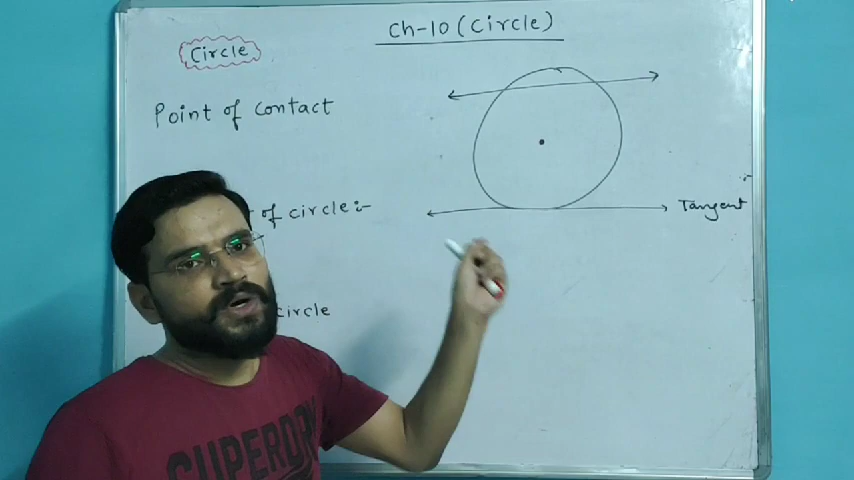 Ch-10 (Circle)
Circle
Point of Contact
Tangent
of circle :-
circle
SUPERDRY